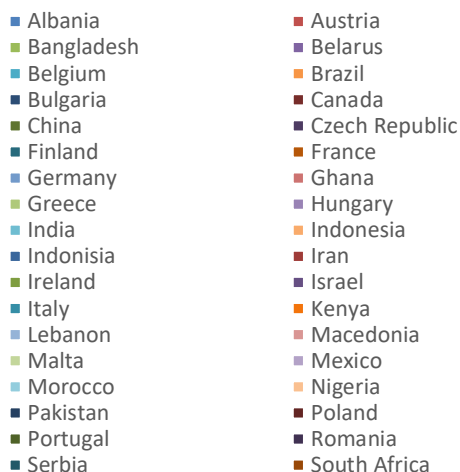 Albania Austria
Bangladesh Belarus
Belgium Brazil
Bulgaria Canada
China Czech Republic
Finland France
Germany Ghana
Greece Hungary
India Indonesia
Indonisia Iran
Ireland Israel
Italy Kenya
Lebanon Macedonia
Malta Mexico
Morocco Nigeria
Pakistan Poland
Portugal Romania
Serbia South Africa